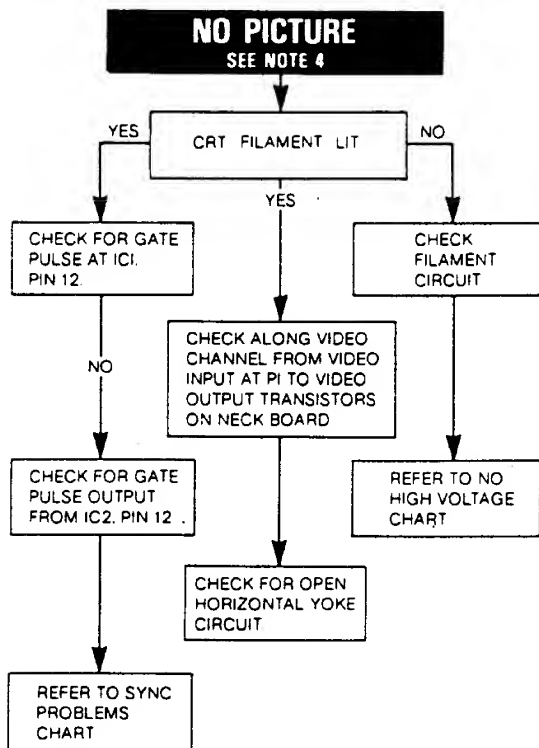 NO PICTURE
SEE NOTE 4
YES
CRT FILAMENT LIT
NO
YES
CHECK FOR GATE
PULSE AT IC1.
PIN 12.
CHECK
FILAMENT
CIRCUIT
NO
CHECK ALONG VIDEO
CHANNEL FROM VIDEO
INPUT AT P1 TO VIDEO
OUTPUT TRANSISTORS
ON NECK BOARD
CHECK FOR GATE
PULSE OUTPUT
FROM IC2. PIN 12 .
REFER TO NO
HIGH VOLTAGE
CHART
CHECK FOR OPEN
HORIZONTAL YOKE
CIRCUIT
REFER TO SYNC
PROBLEMS
CHART